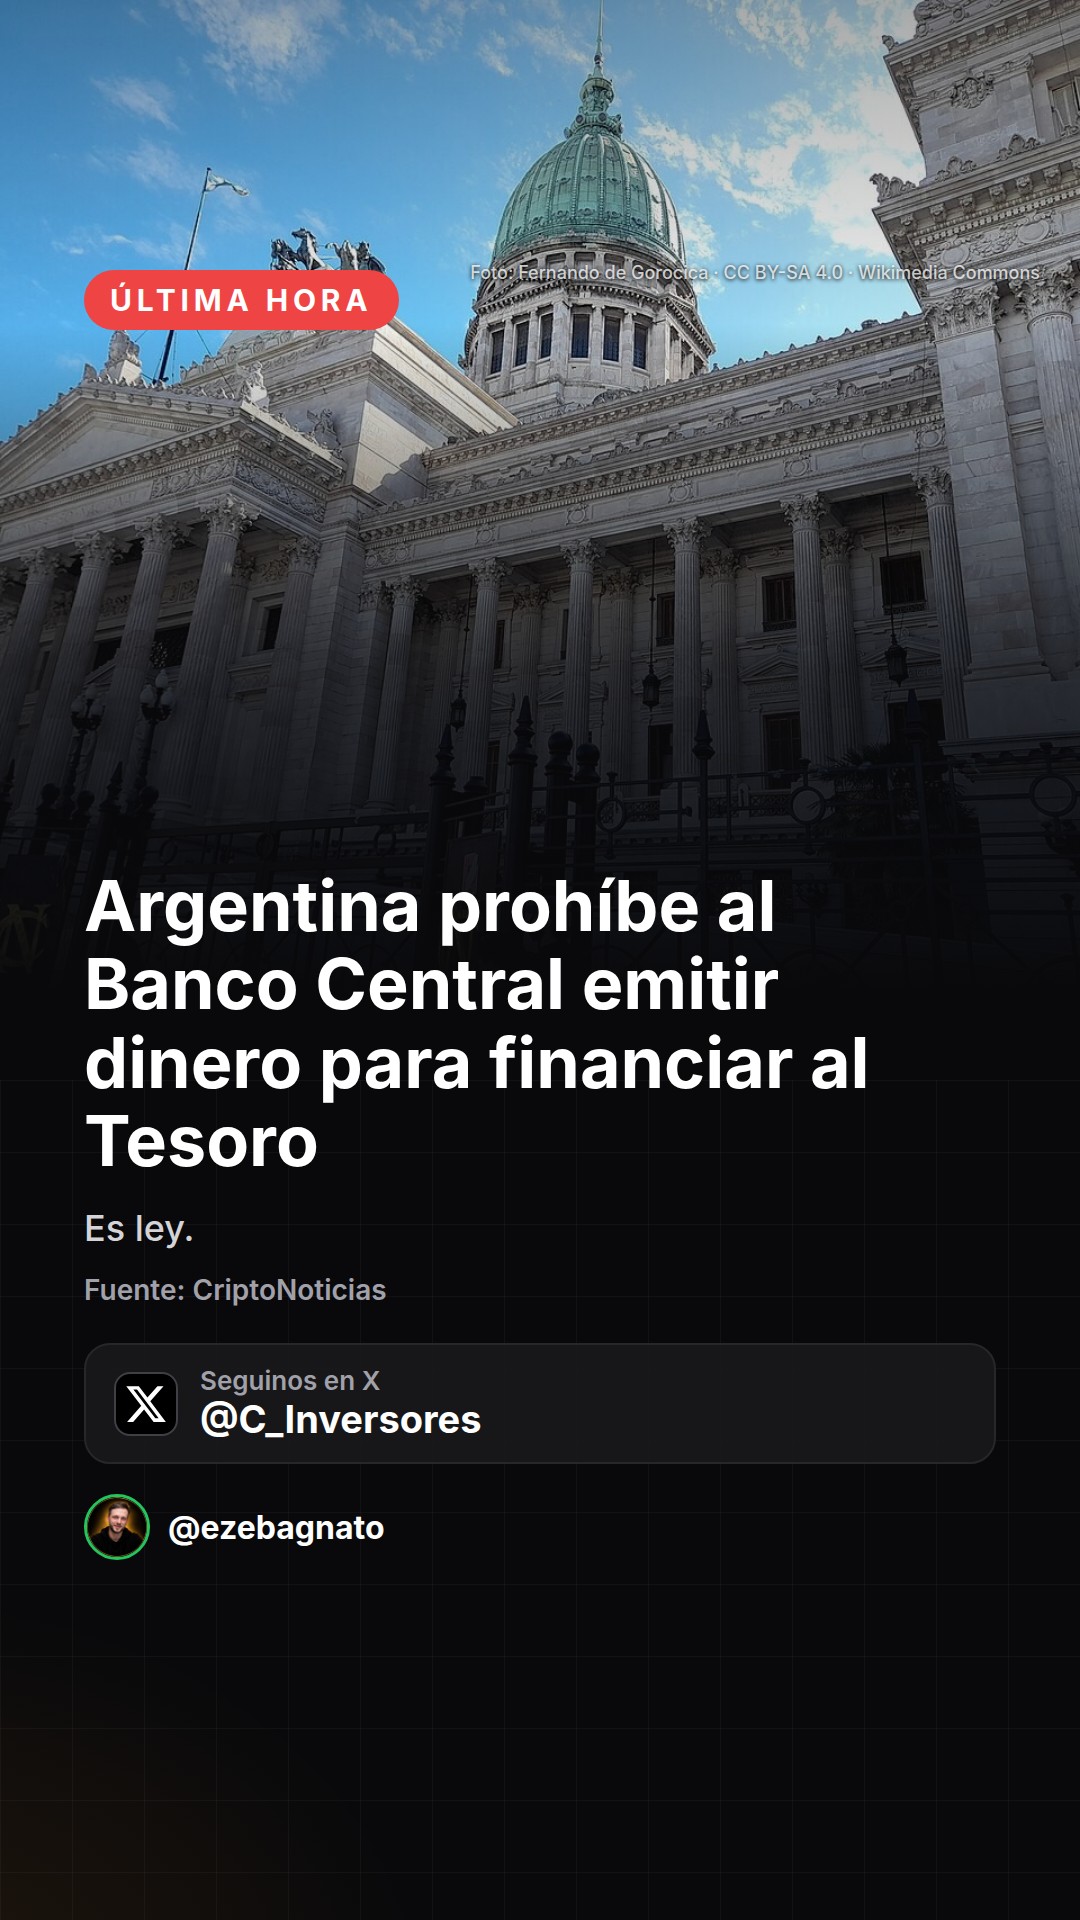 Foto: Fernando de Gorocica · CC BY-SA 4.0 · Wikimedia Commons
ÚLTIMA HORA
Argentina prohíbe al
Banco Central emitir
dinero para financiar al
Tesoro
Es ley.
Fuente: CriptoNoticias
Seguinos en X
@C_Inversores
@ezebagnato